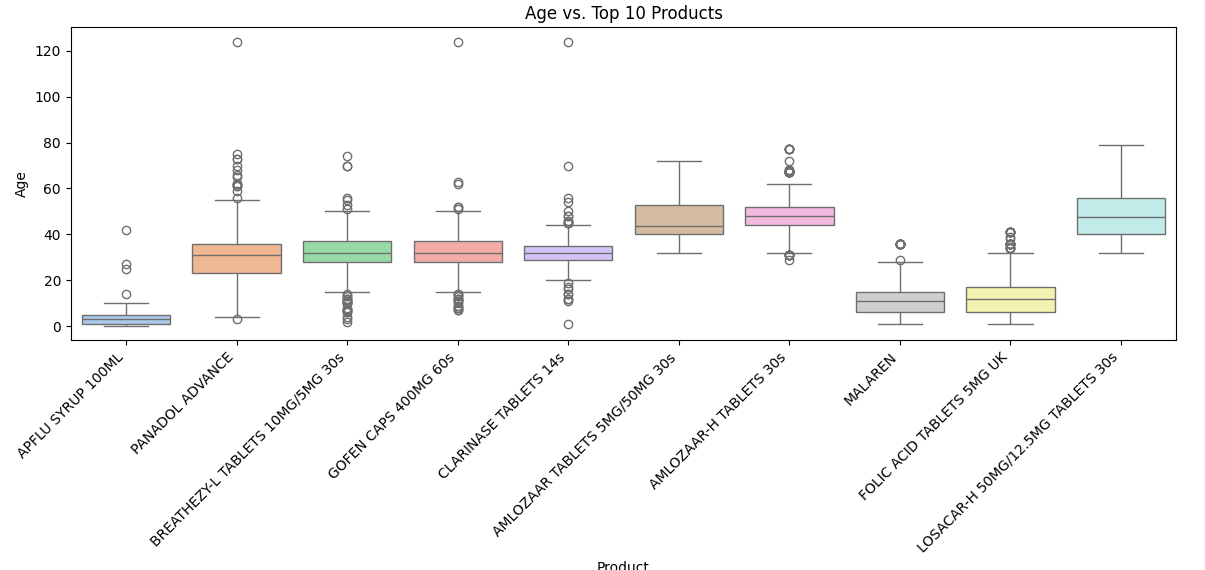 Age vs. Top 10 Products
Age
120
100
80
60
40
20
0
APFLU SYRUP 100ML
PANADOL ADVANCE
BREATHEZY-L TABLETS 10MG/5MG 30s
GOFEN CAPS 400MG 60s
CLARINASE TABLETS 14s
AMLOZAAR TABLETS 5MG/50MG 30s
AMLOZAAR-H TABLETS 30s
MALAREN
FOLIC ACID TABLETS 5MG UK
LOSACAR-H 50MG/12.5MG TABLETS 30s
Product